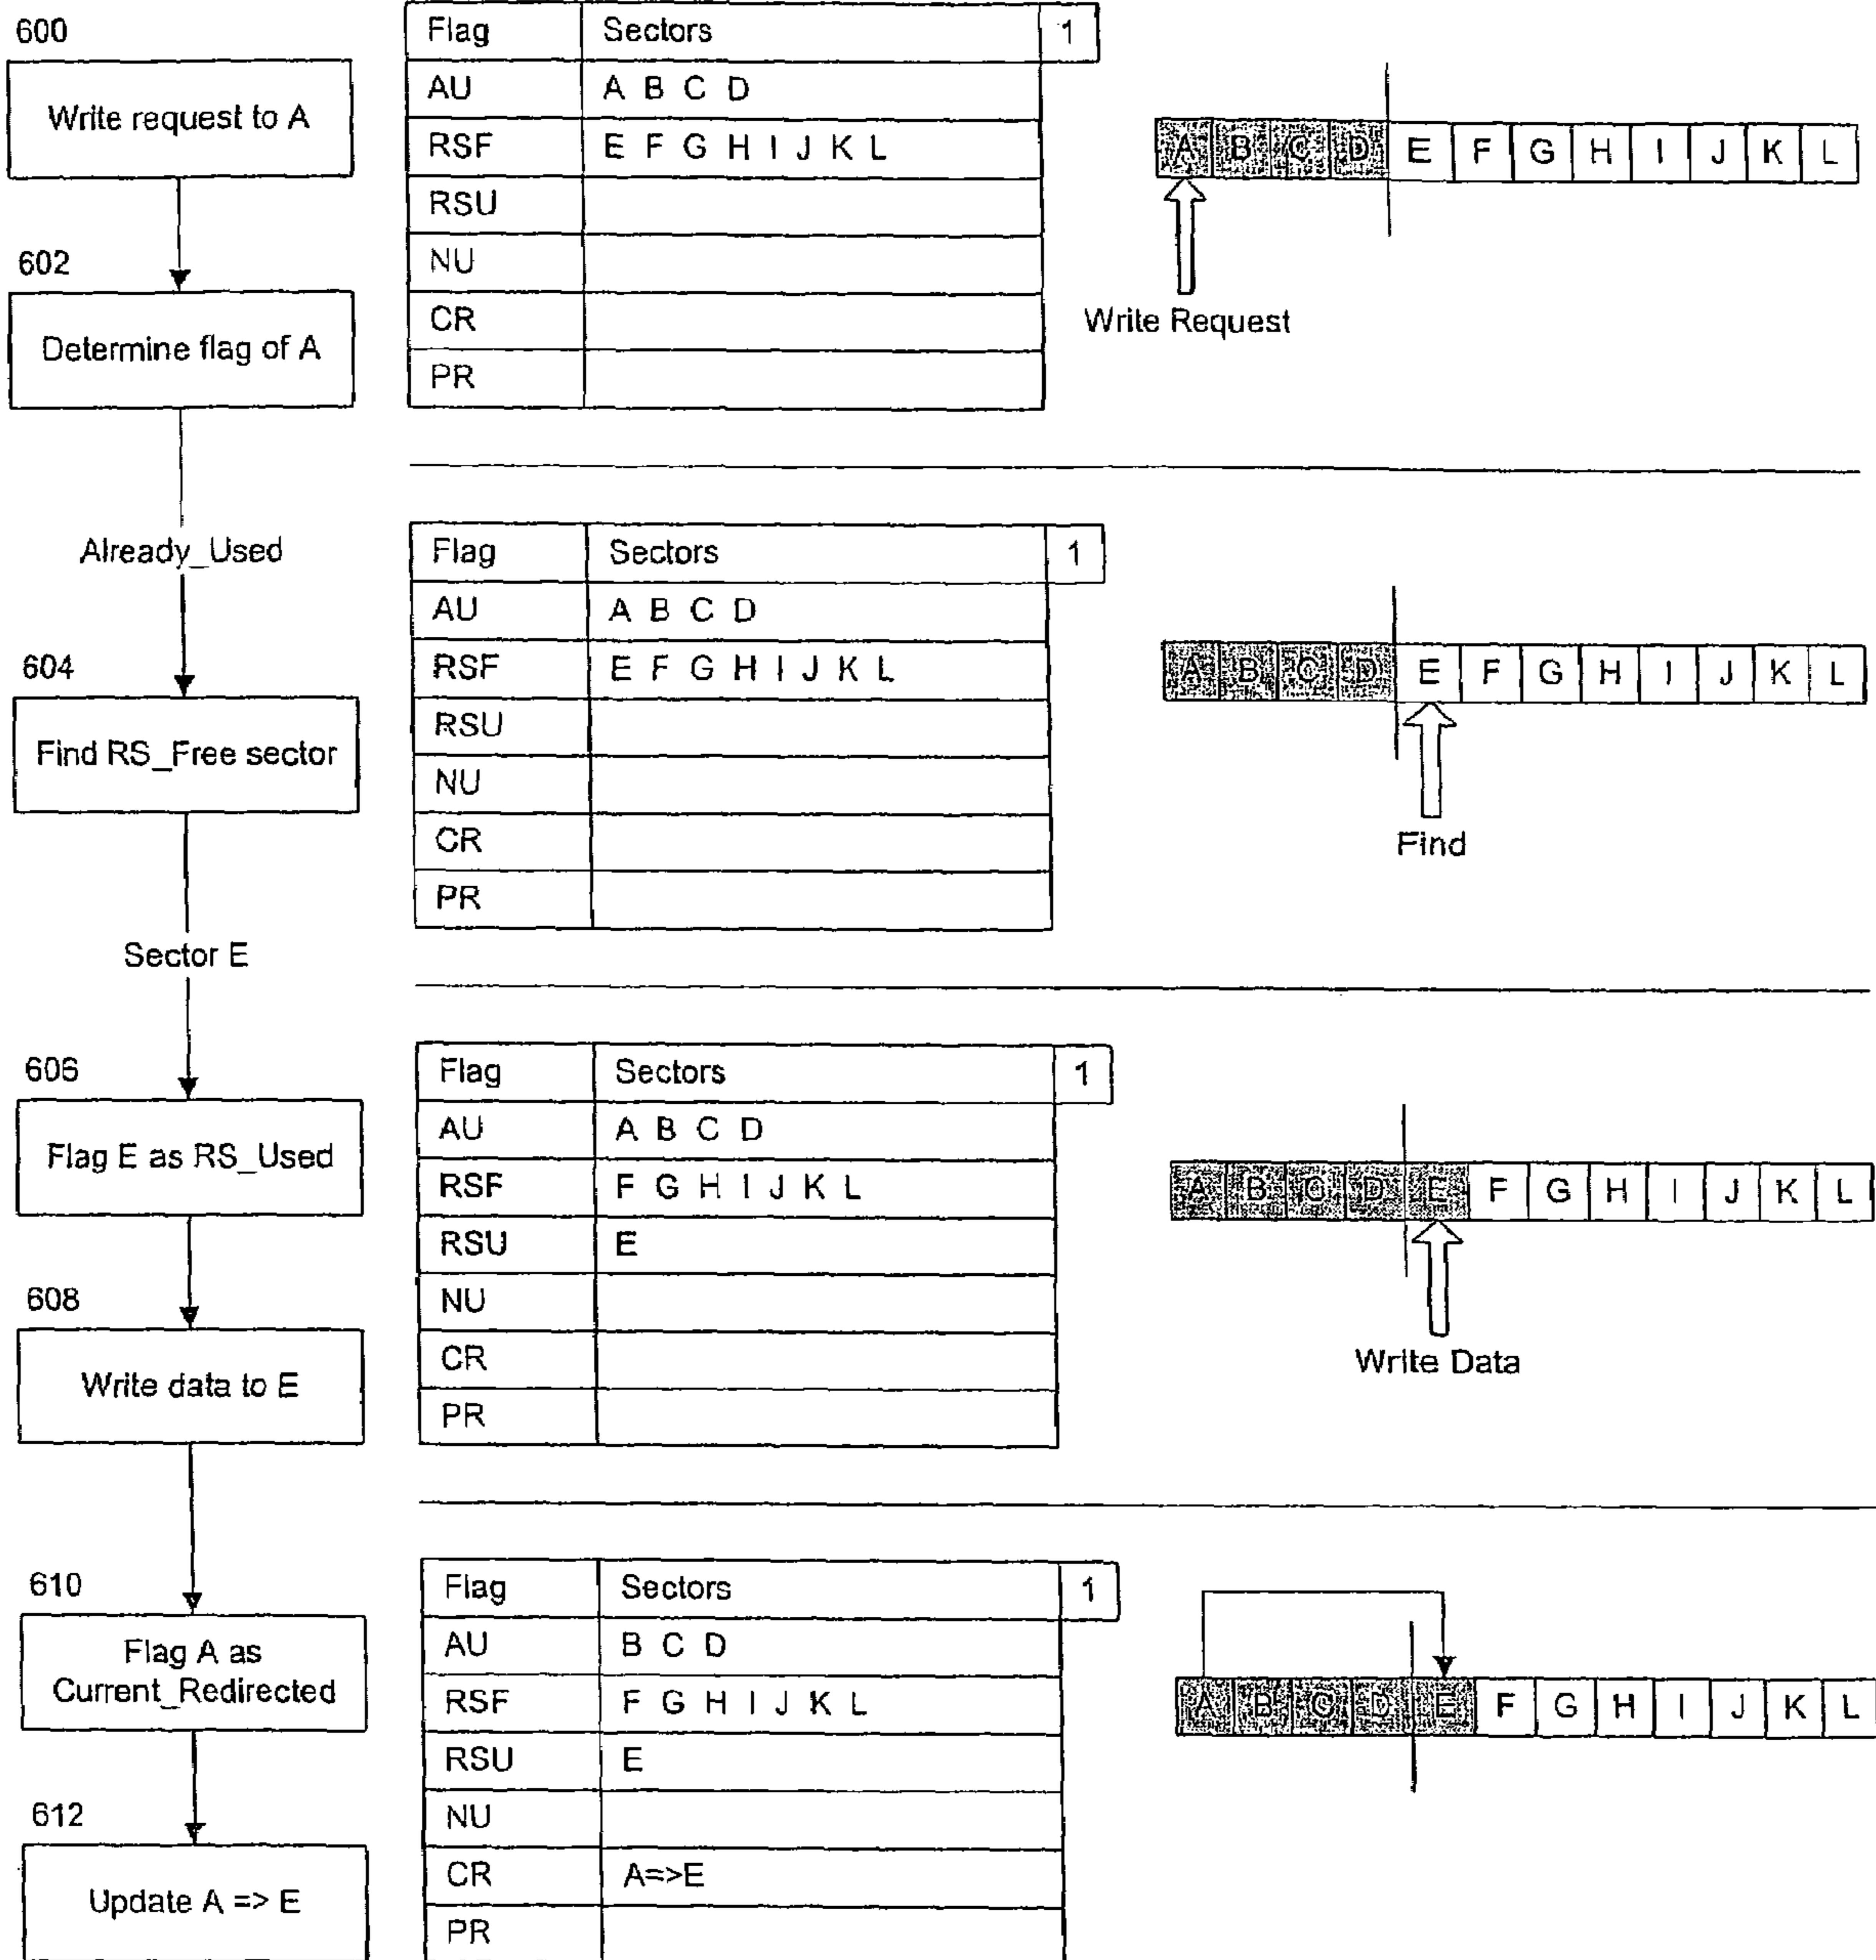 600
Write request to A
602
Determine flag of A
Already_Used
604
Find RS_Free sector
Sector E
606
Flag E as RS_Used
608
Write data to E
610
Flag A as
Current_Redirected
612
Update A => E
Flag Sectors 1
AU A B C D
RSF E F G H I J K L
RSU
NU
CR
PR
A B C D E F G H I J K L
Write Request
Flag Sectors 1
AU A B C D
RSF E F G H I J K L
RSU
NU
CR
PR
A B C D E F G H I J K L
Find
Flag Sectors 1
AU A B C D
RSF F G H I J K L
RSU E
NU
CR
PR
A B C D E F G H I J K L
Write Data
Flag Sectors 1
AU B C D
RSF F G H I J K L
RSU E
NU
CR A=>E
PR
A B C D E F G H I J K L